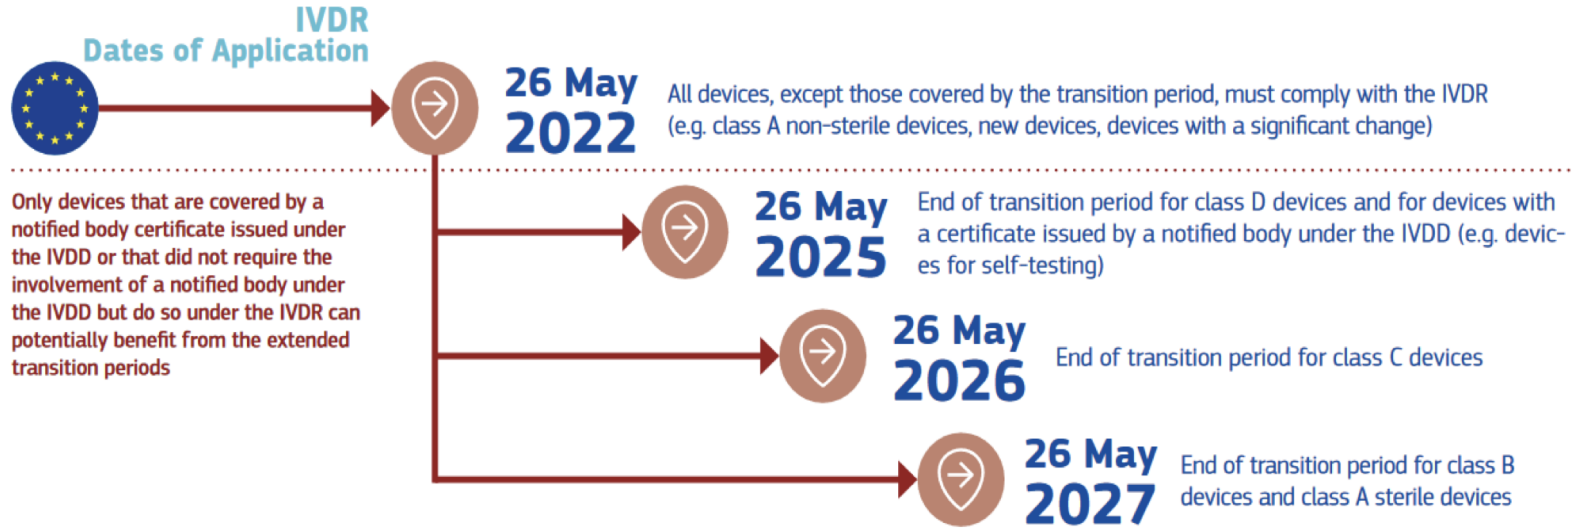 IVDR
Dates of Application
26 May
2022
All devices, except those covered by the transition period, must comply with the IVDR
(e.g. class A non-sterile devices, new devices, devices with a significant change)
Only devices that are covered by a
notified body certificate issued under
the IVDD or that did not require the
involvement of a notified body under
the IVDD but do so under the IVDR can
potentially benefit from the extended
transition periods
26 May
2025
End of transition period for class D devices and for devices with
a certificate issued by a notified body under the IVDD (e.g. devic-
es for self-testing)
26 May
2026
End of transition period for class C devices
26 May
2027
End of transition period for class B
devices and class A sterile devices